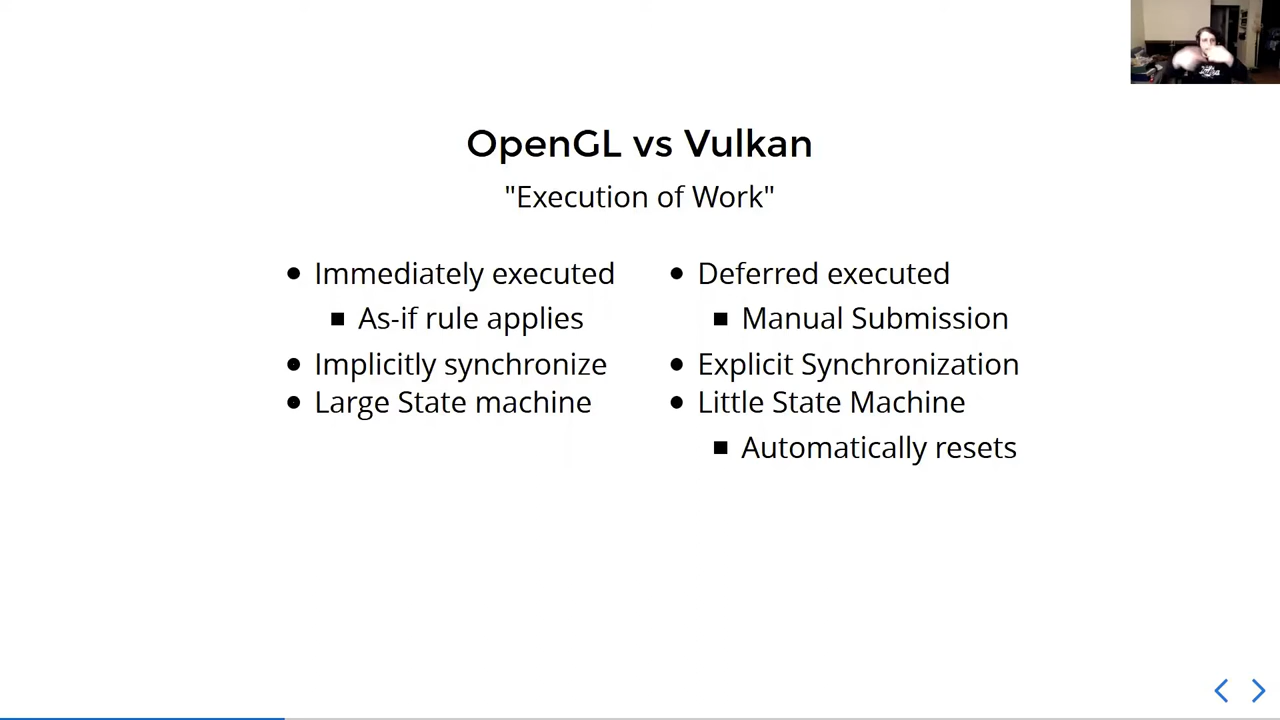 OpenGL vs Vulkan
"Execution of Work"
Immediately executed
As-if rule applies
Implicitly synchronize
Large State machine
Deferred executed
Manual Submission
Explicit Synchronization
Little State Machine
Automatically resets